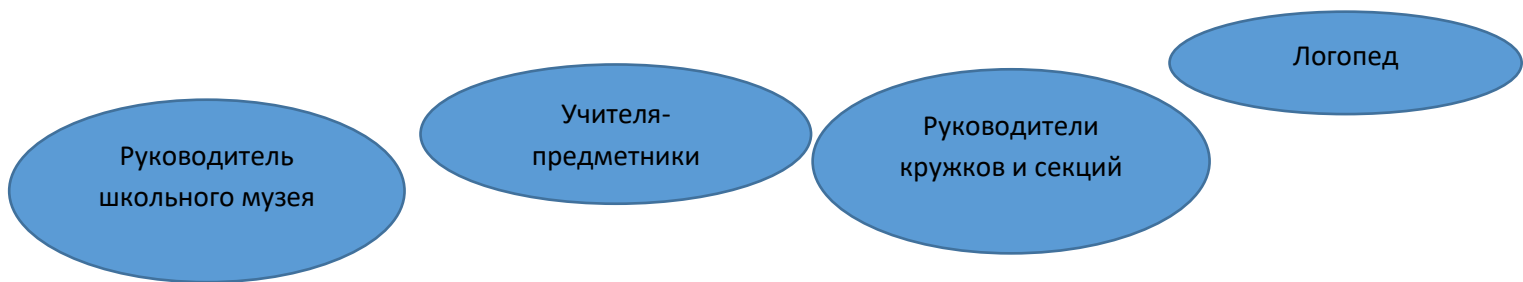 Руководитель
школьного музея
Учителя-
предметники
Руководители
кружков и секций
Логопед